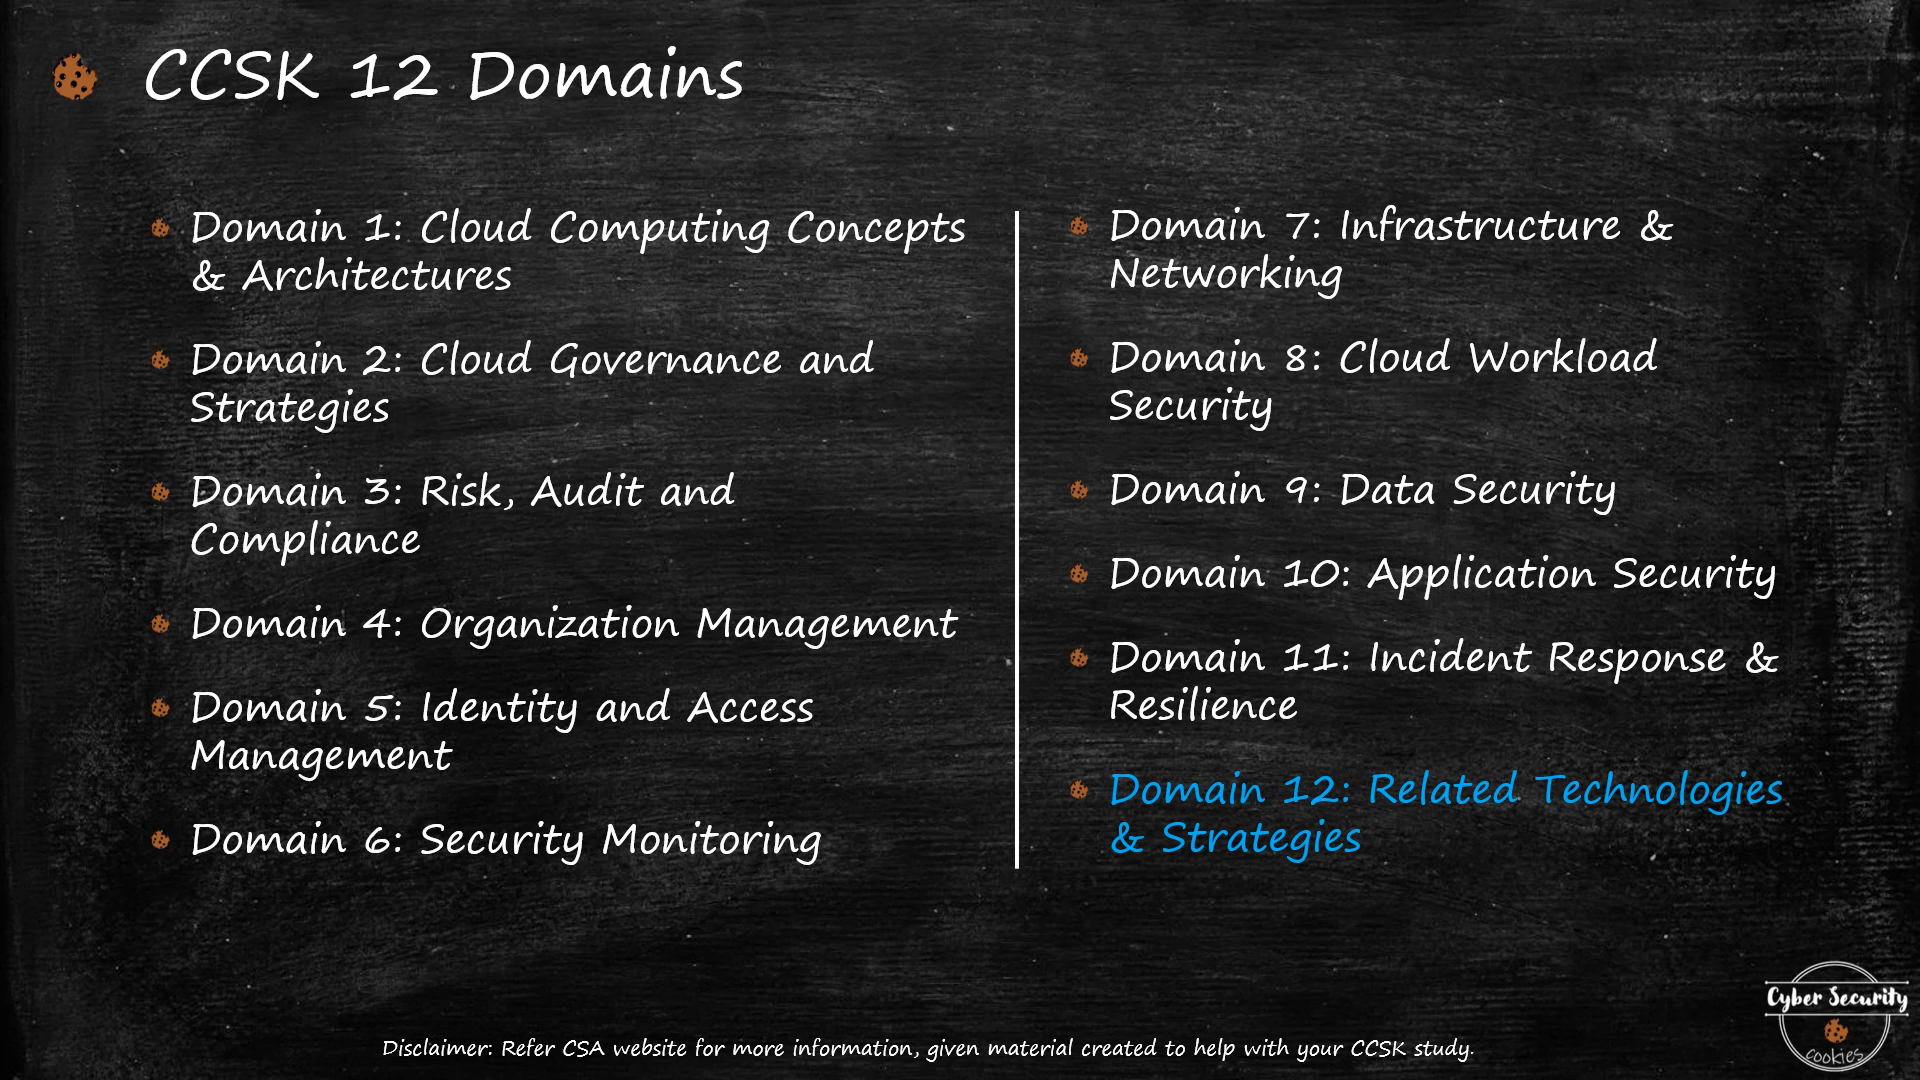 CCSK 12 Domains
Domain 1: Cloud Computing Concepts
& Architectures
Domain 2: Cloud Governance and
Strategies
Domain 3: Risk, Audit and
Compliance
Domain 4: Organization Management
Domain 5: Identity and Access
Management
Domain 6: Security Monitoring
Domain 7: Infrastructure &
Networking
Domain 8: Cloud Workload
Security
Domain 9: Data Security
Domain 10: Application Security
Domain 11: Incident Response &
Resilience
Domain 12: Related Technologies
& Strategies
Disclaimer: Refer CSA website for more information, given material created to help with your CCSK study.
Cyber Security
cookies